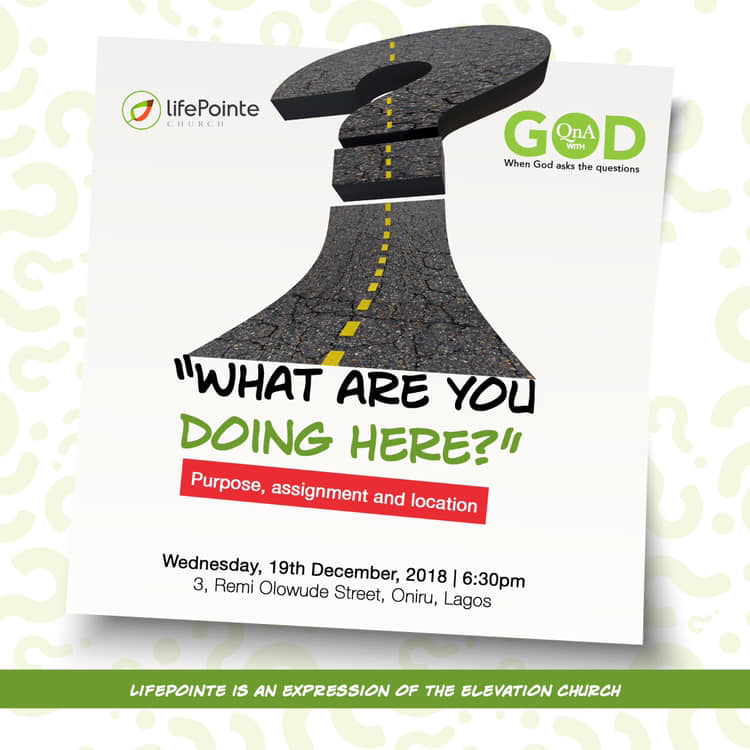 lifePointe
CHURCH
GOD
QnA
WITH
When God asks the questions
"WHAT ARE YOU
DOING HERE?"
Purpose, assignment and location
Wednesday, 19th December, 2018 | 6:30pm
3, Remi Olowude Street, Oniru, Lagos
LIFEPOINTE IS AN EXPRESSION OF THE ELEVATION CHURCH